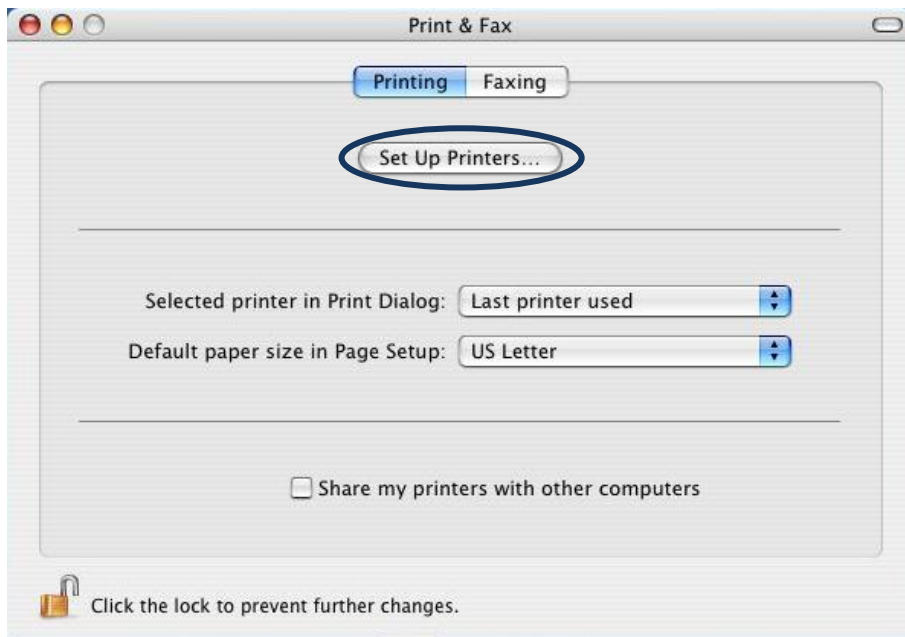 Print & Fax
Printing Faxing
Set Up Printers...
Selected printer in Print Dialog: Last printer used
Default paper size in Page Setup: US Letter
Share my printers with other computers
Click the lock to prevent further changes.